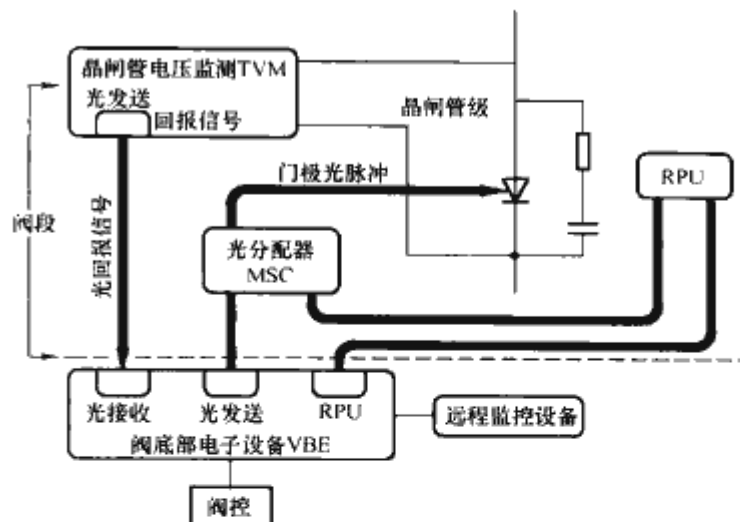 晶闸管电压监测TVM
光发送
回报信号
晶闸管级
门极光脉冲
RPU
阀段
光回报信号
光分配器
MSC
光接收
光发送
RPU
远程监控设备
阀底部电子设备VBE
阀控